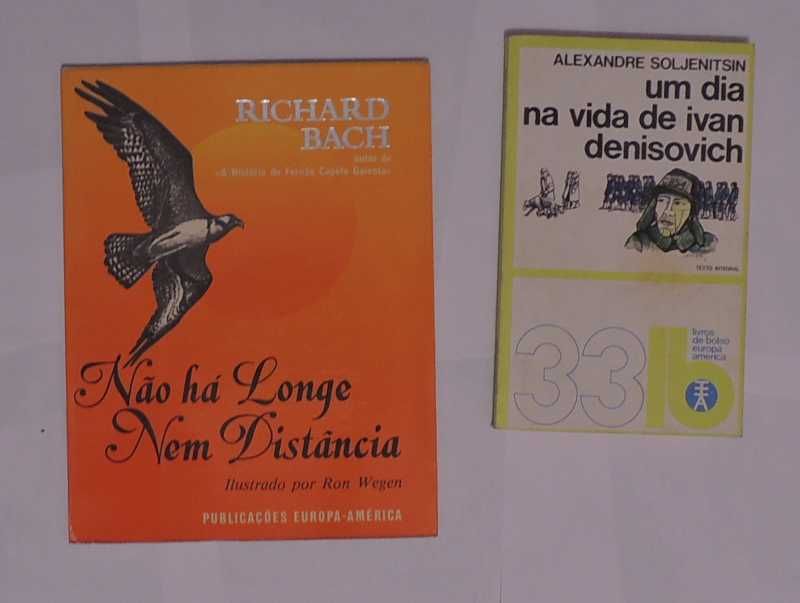 RICHARD
BACH
autor de
«A História de Fernão Capelo Gaivota»
Não há Longe
Nem Distância
Ilustrado por Ron Wegen
PUBLICAÇÕES EUROPA-AMÉRICA
ALEXANDRE SOLJENITSIN
um dia
na vida de ivan
denisovich
TEXTO INTEGRAL
33
lb
livros
de bolso
europa
américa